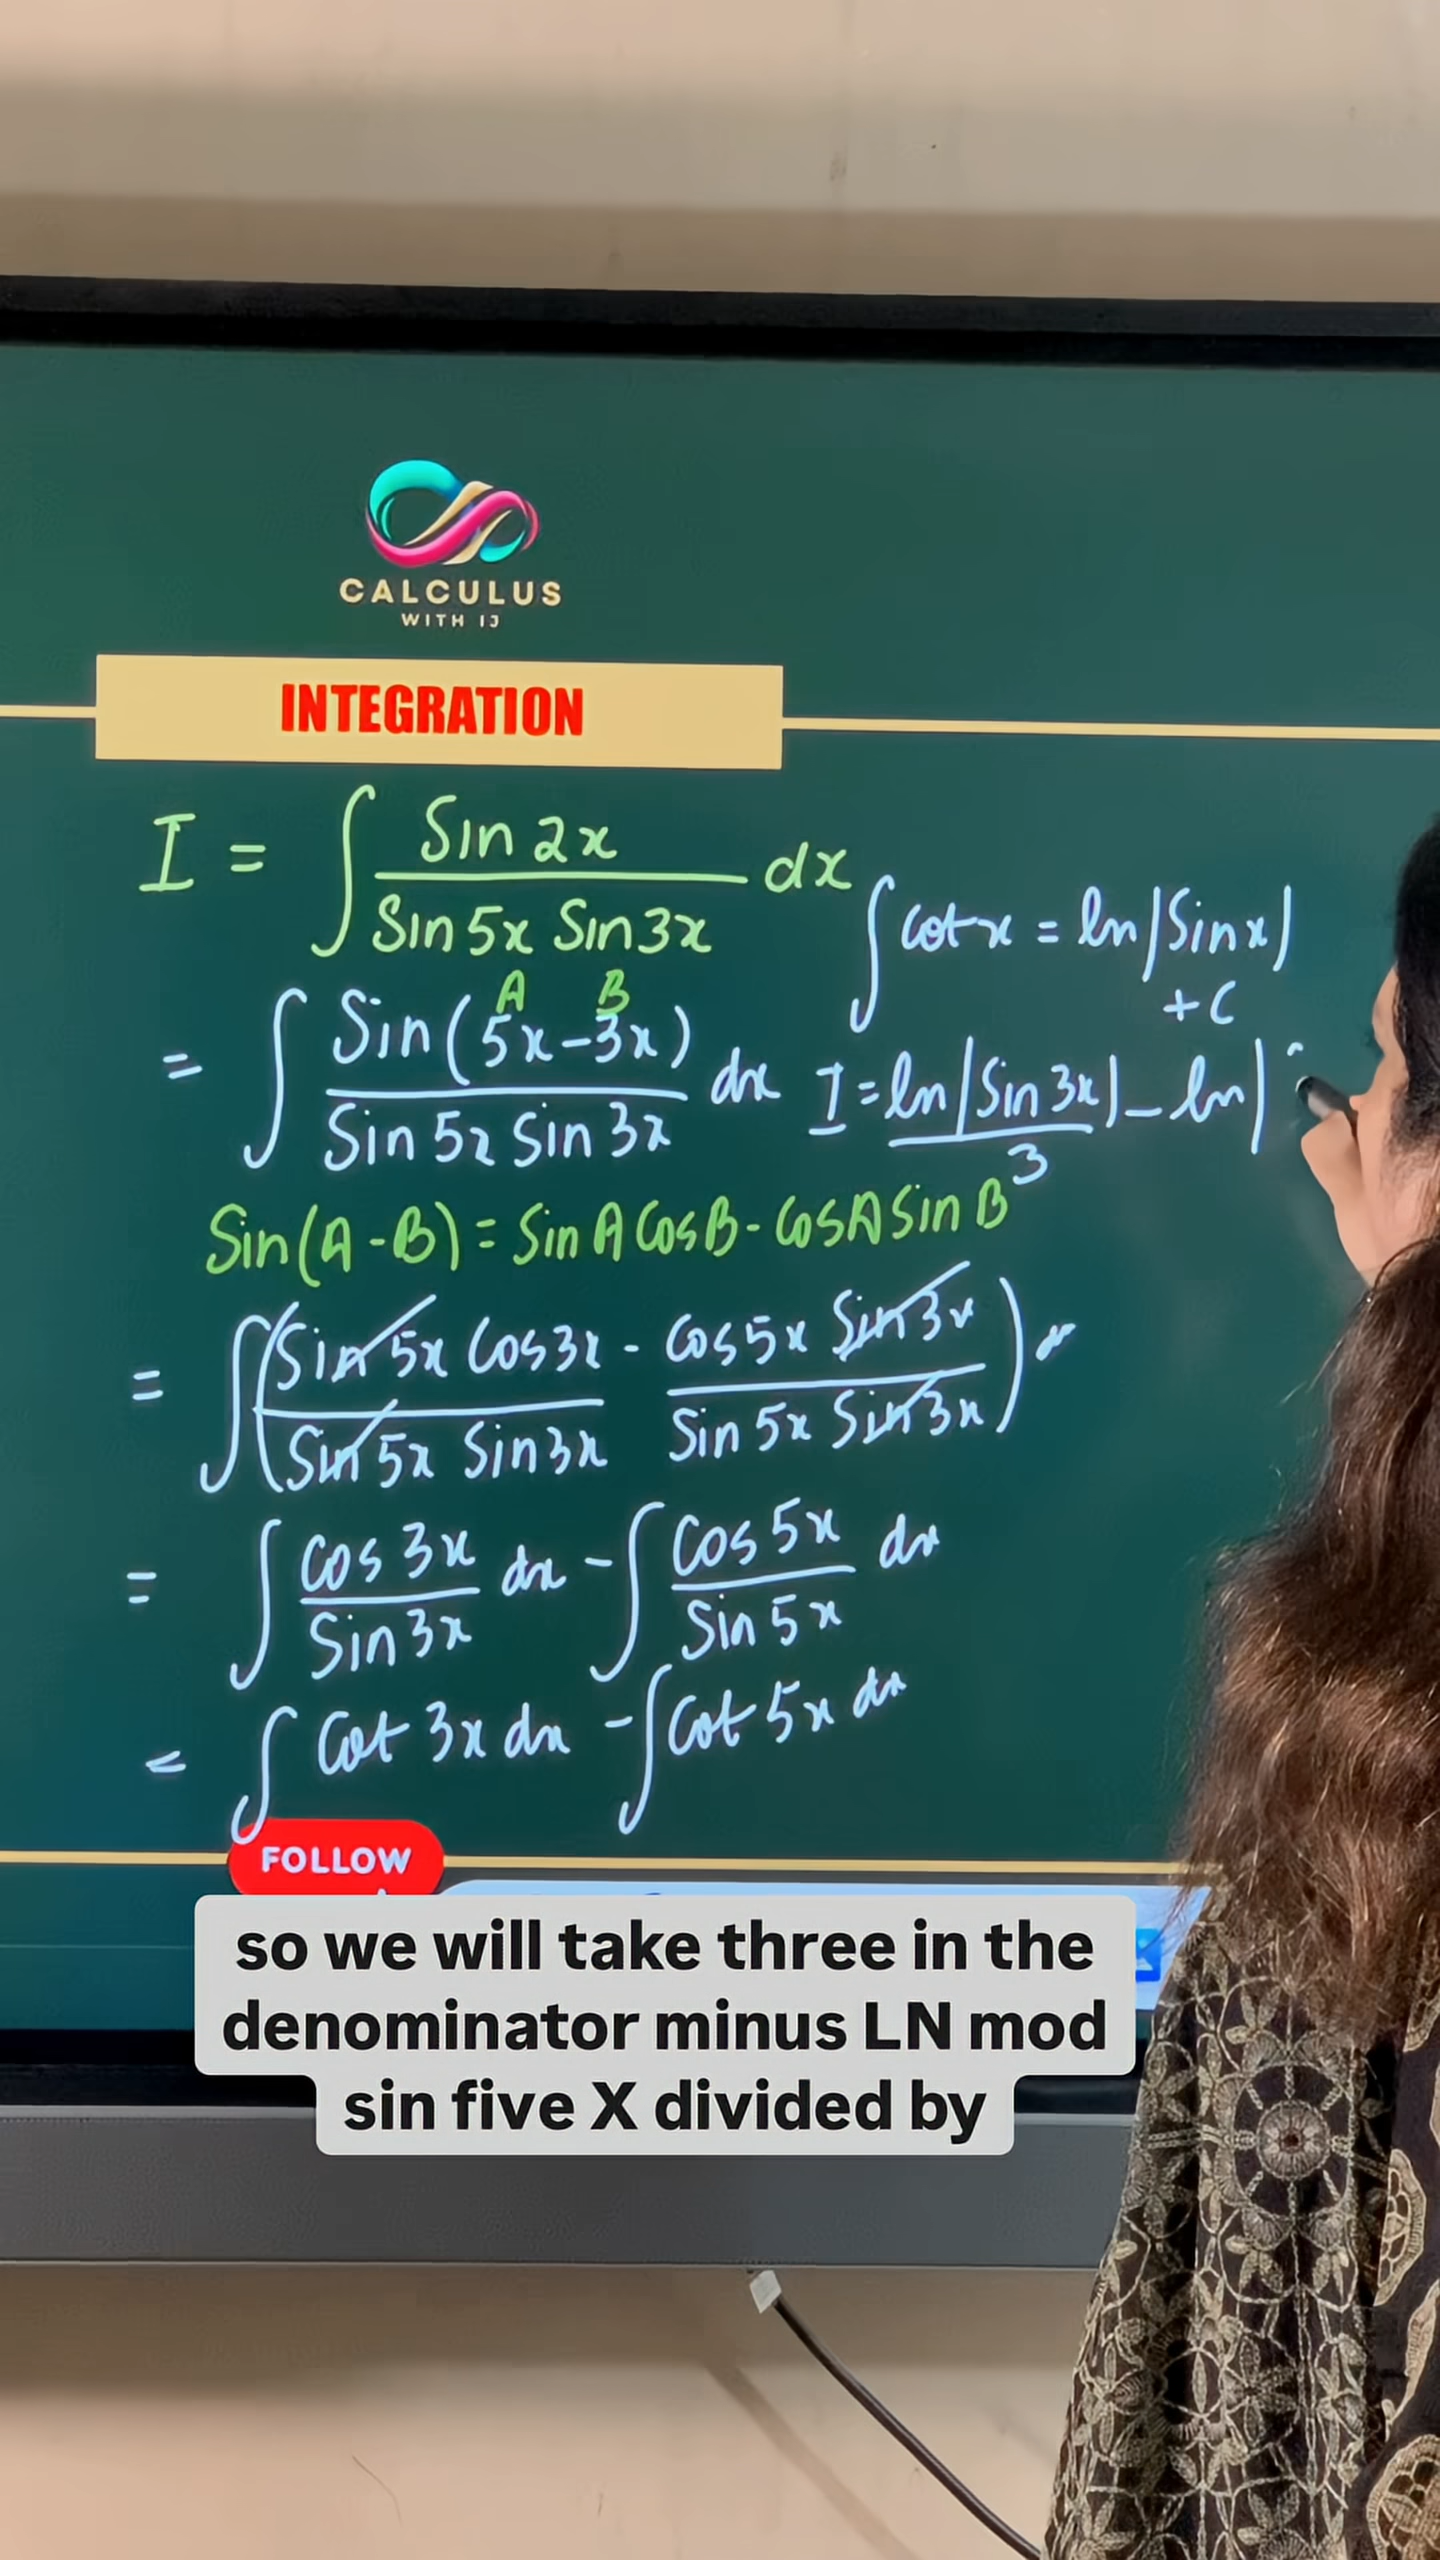 CALCULUS
WITH IJ
INTEGRATION
I = ∫ Sin 2x / Sin 5x Sin 3x dx
∫ cot x = ln |Sin x|
+ C
A B
= ∫ Sin(5x-3x) / Sin 5x Sin 3x dx
I = ln |Sin 3x| / 3 - ln |
Sin(A-B) = Sin A Cos B - Cos A Sin B
= ∫ (Sin 5x Cos 3x / Sin 5x Sin 3x - Cos 5x Sin 3x / Sin 5x Sin 3x)
= ∫ Cos 3x / Sin 3x dx - ∫ Cos 5x / Sin 5x dx
= ∫ Cot 3x dx - ∫ Cot 5x dx
FOLLOW
so we will take three in the
denominator minus LN mod
sin five X divided by